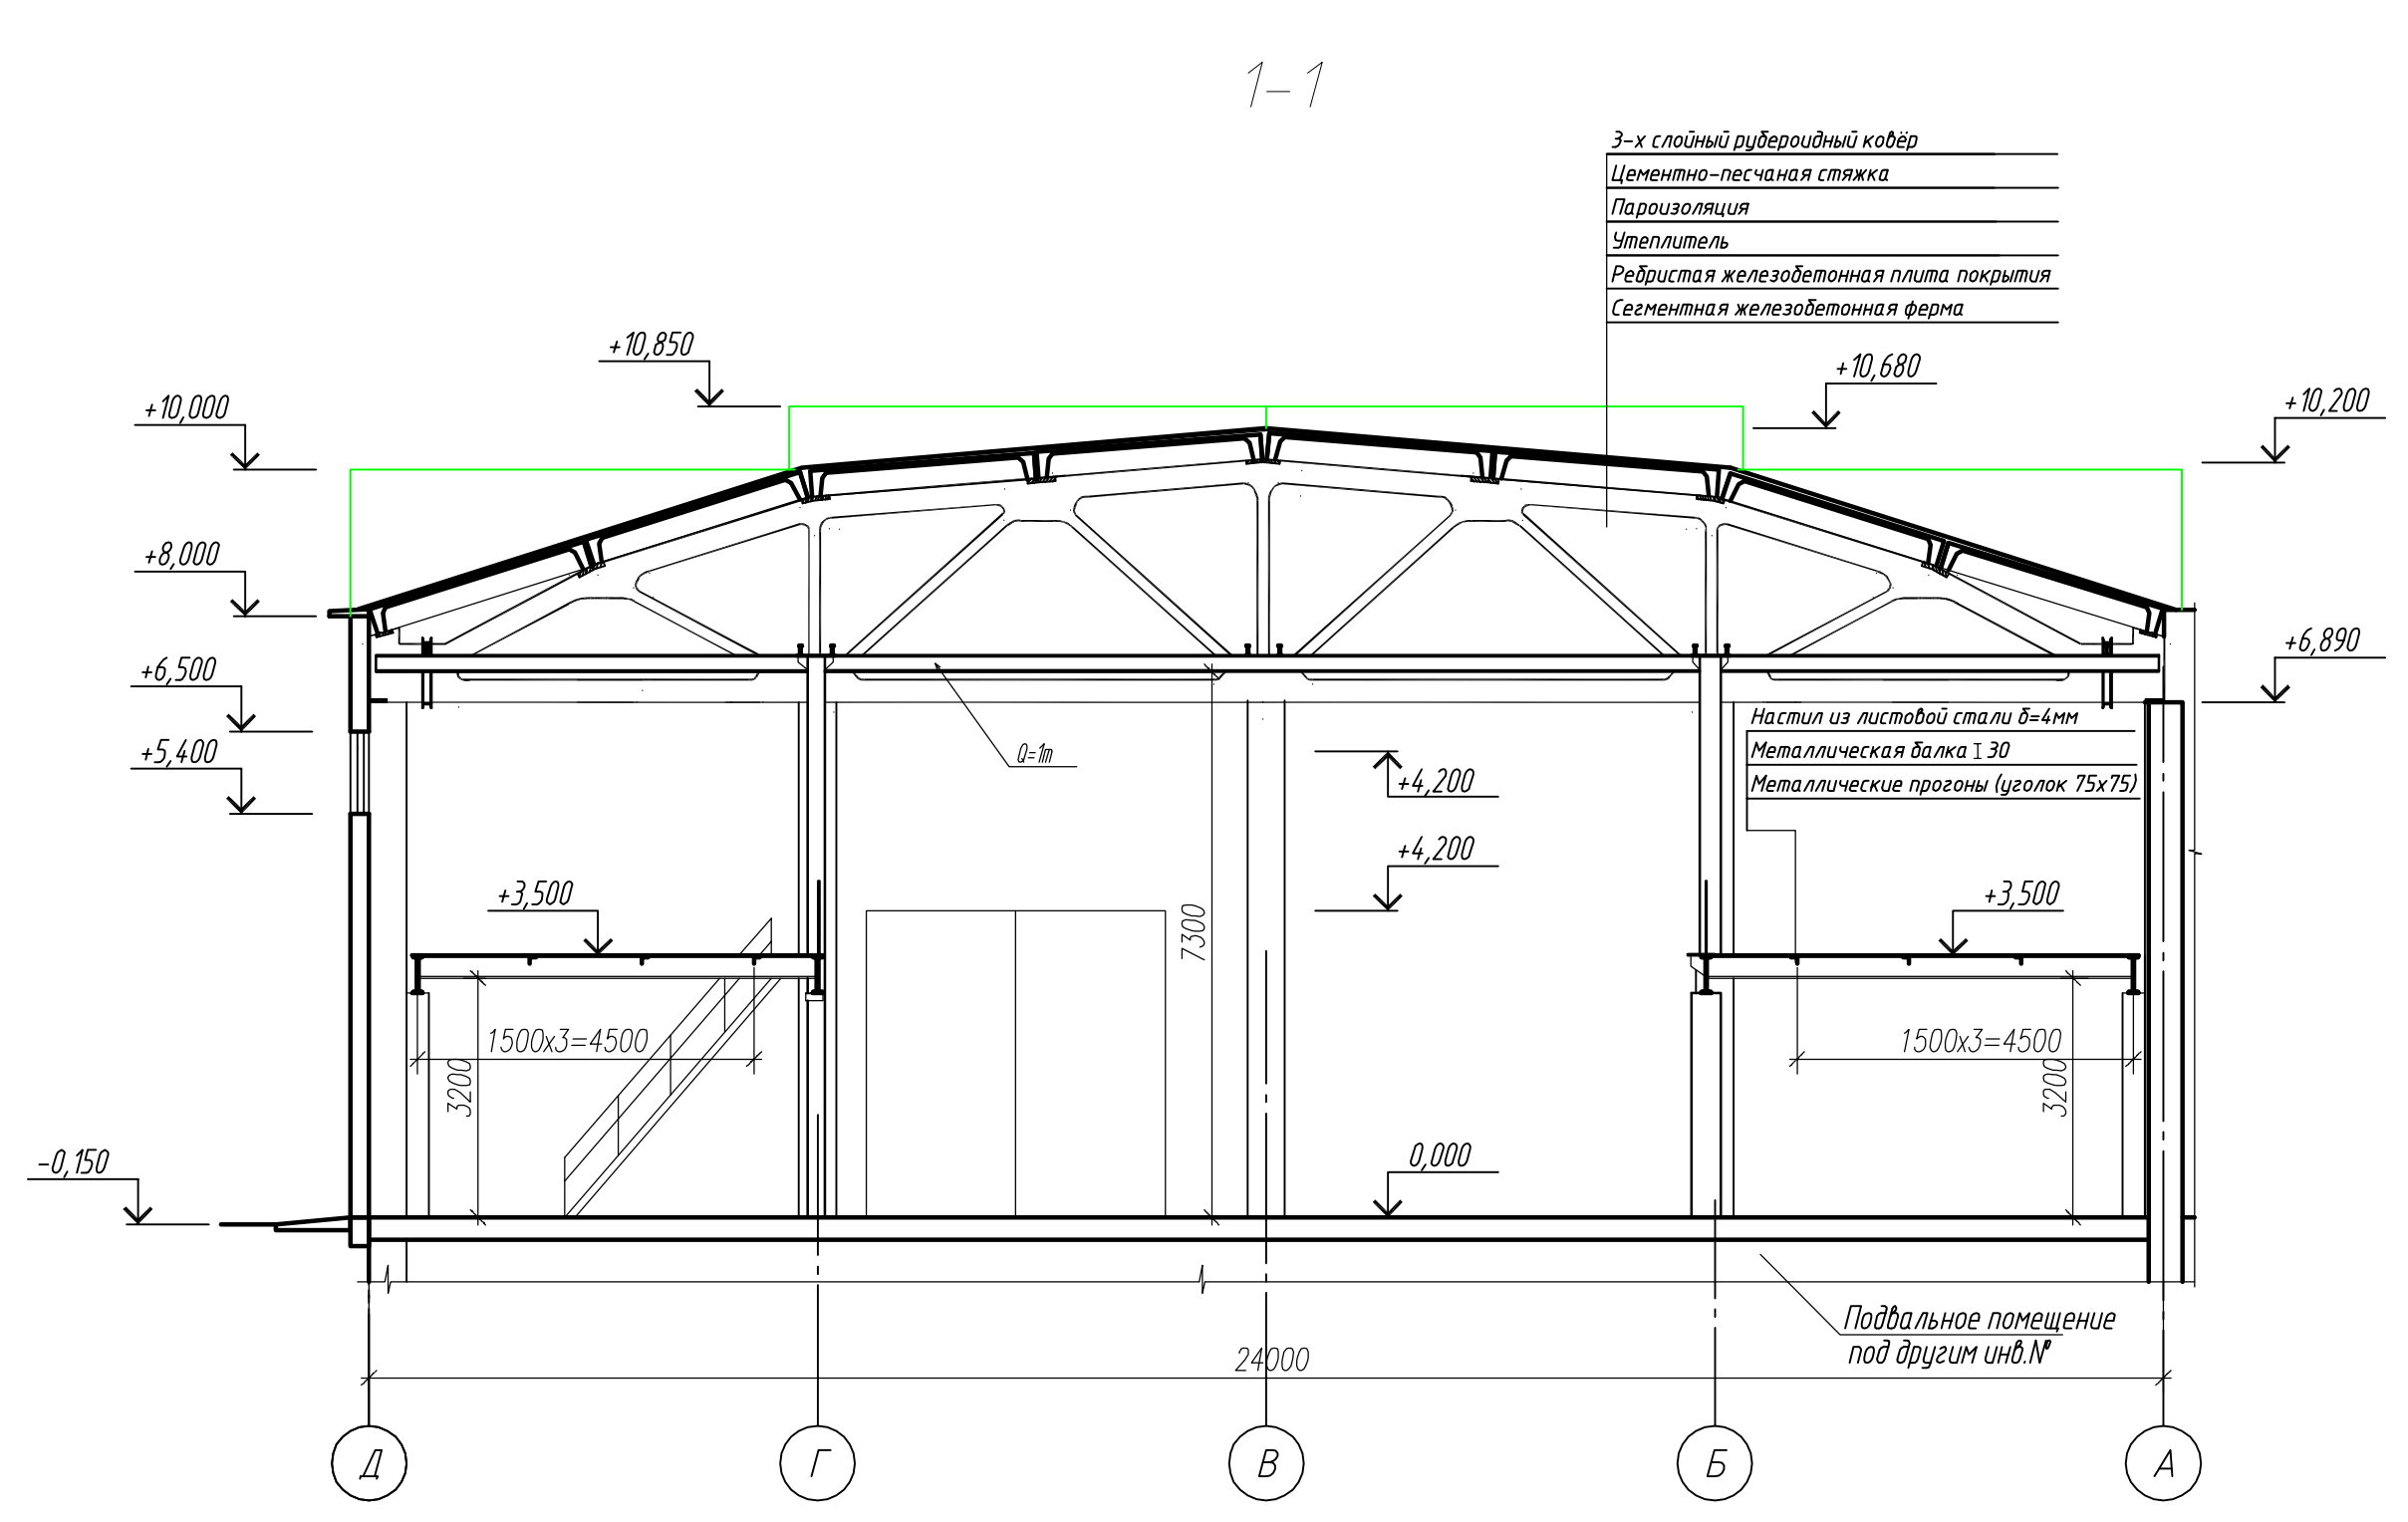 1-1
3-х слойный рубероидный ковёр
Цементно-песчаная стяжка
Пароизоляция
Утеплитель
Ребристая железобетонная плита покрытия
Сегментная железобетонная ферма
+10,850
+10,680
+10,000
+10,200
+8,000
+6,890
+6,500
+5,400
Настил из листовой стали δ=4мм
Металлическая балка I 30
Металлические прогоны (уголок 75х75)
Q=1т
+4,200
+4,200
+3,500
+3,500
7300
1500х3=4500
1500х3=4500
3200
3200
-0,150
0,000
Подвальное помещение
под другим инв.№
24000
Д
Г
В
Б
А